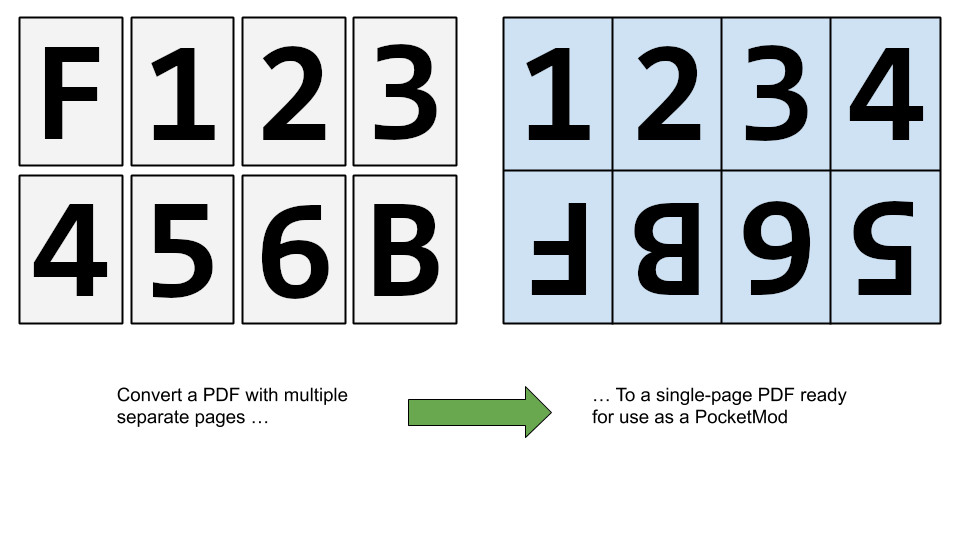 F 1 2 3
4 5 6 B
1 2 3 4
F B 6 5
Convert a PDF with multiple
separate pages …
… To a single-page PDF ready
for use as a PocketMod